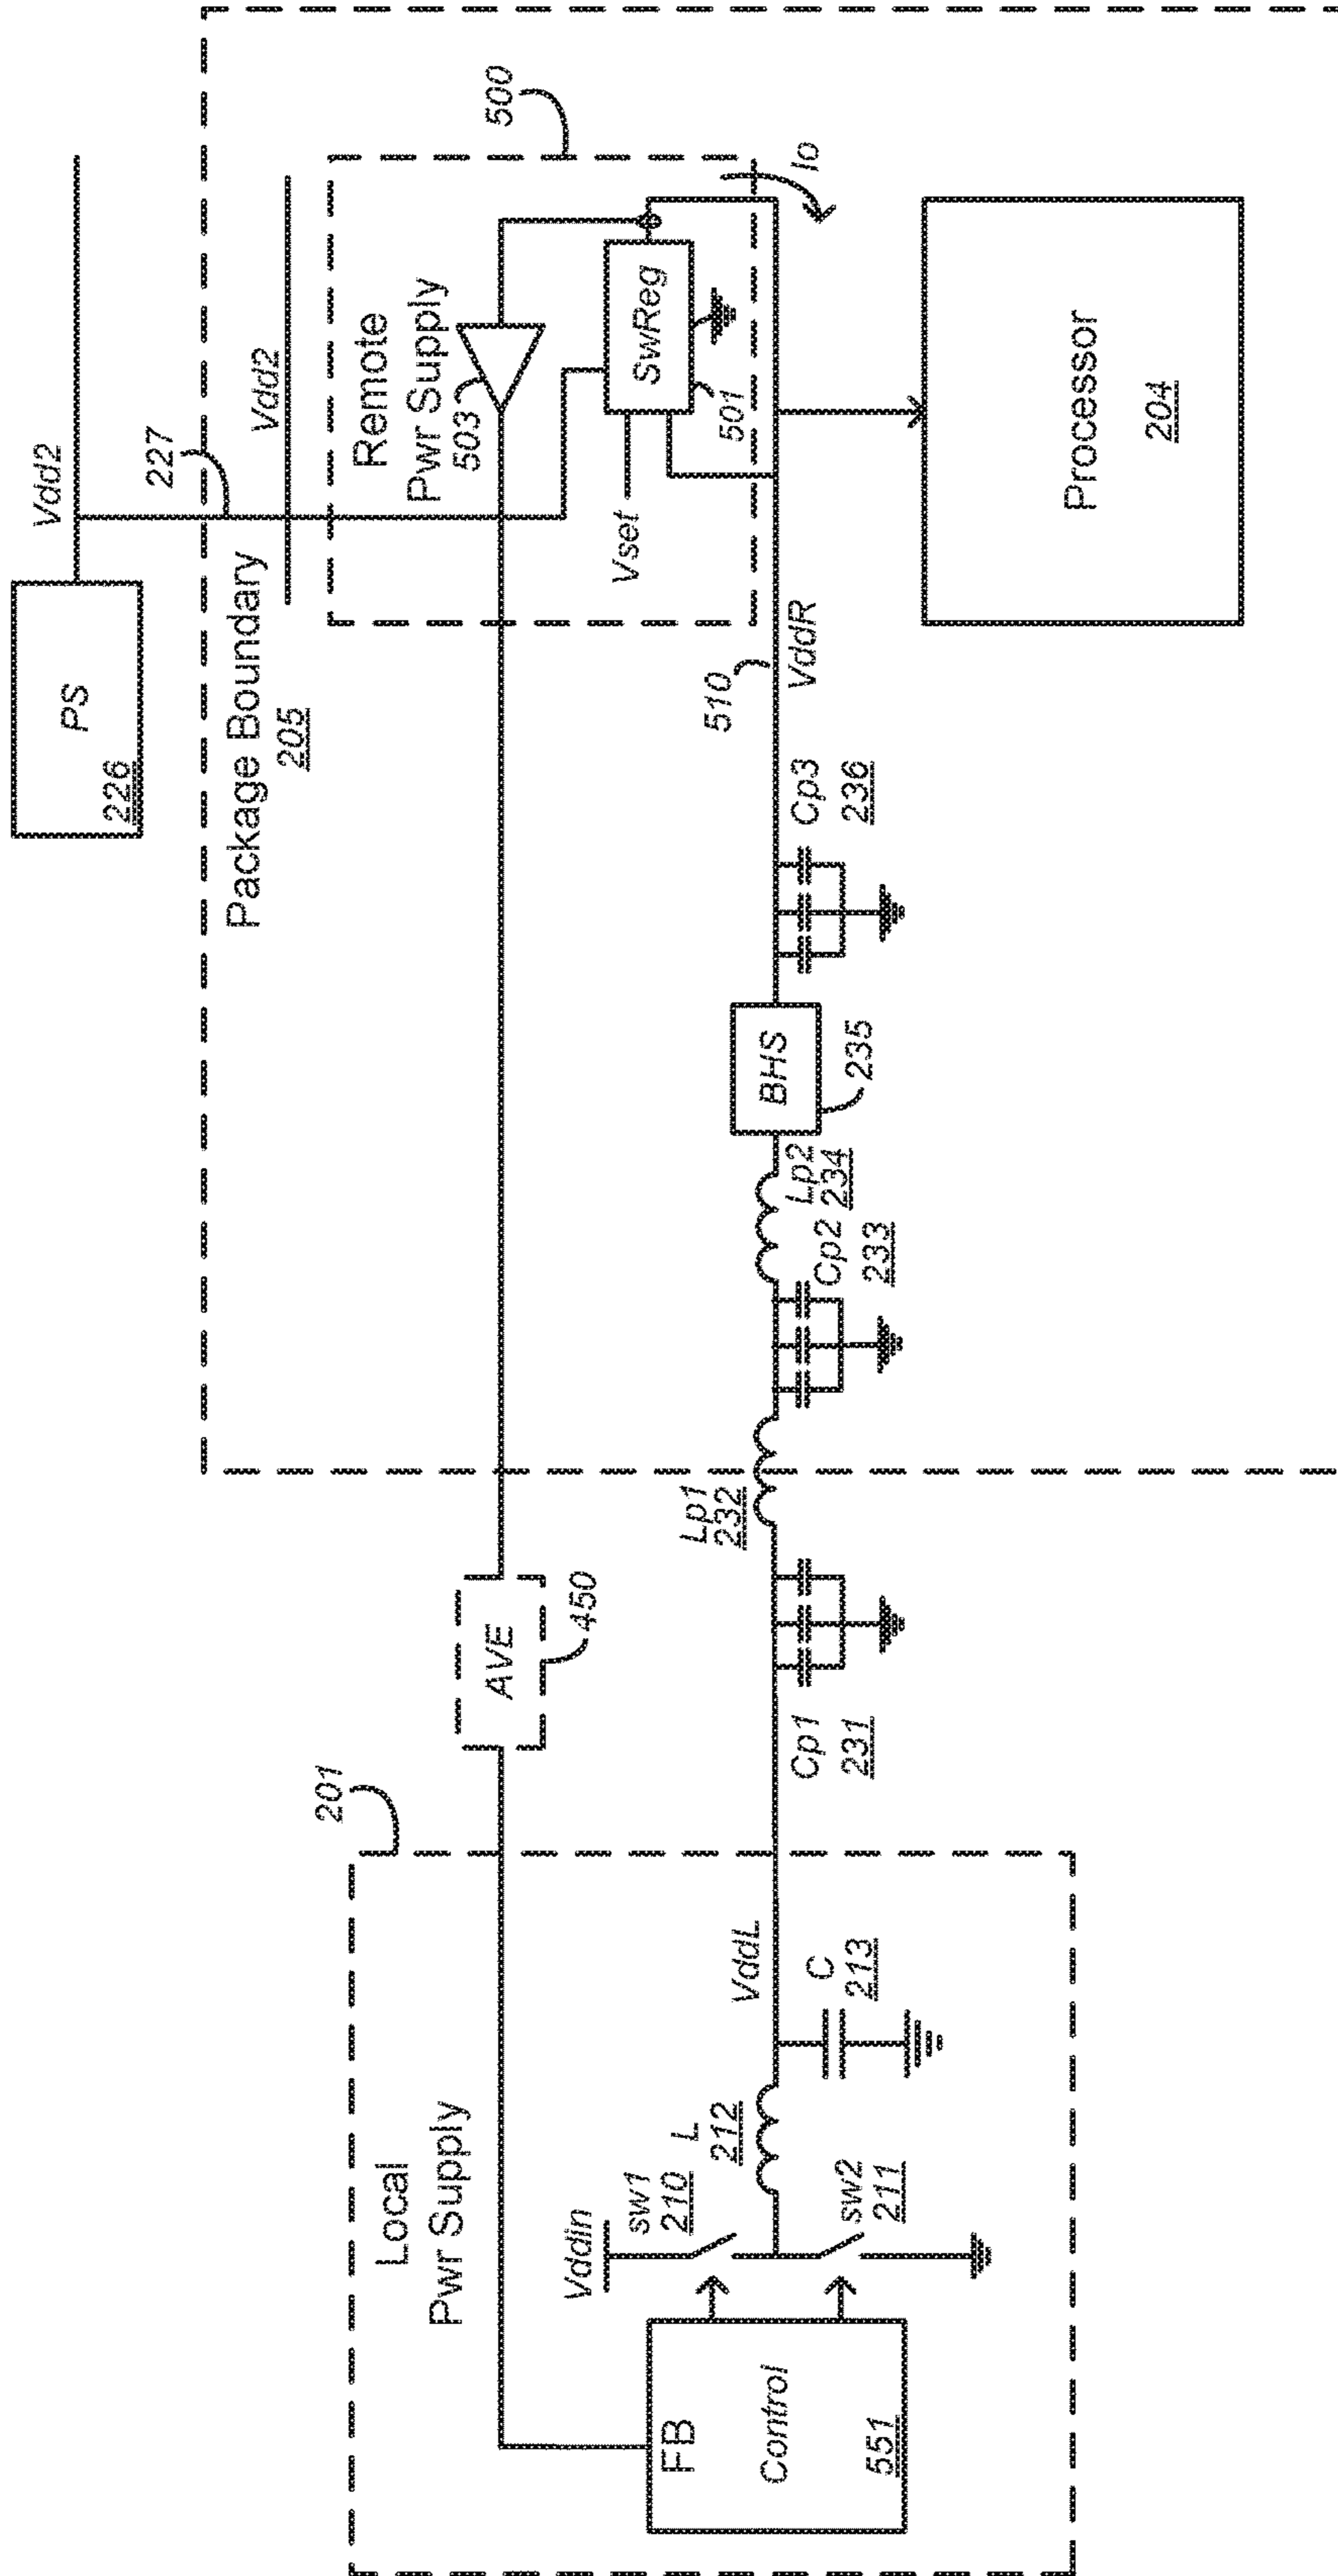 PS
226
Vdd2
227
Package Boundary
205
Vdd2
500
Remote
Pwr Supply
503
SwReg
501
Vset
Io
201
AVE
450
Local
Pwr Supply
Vddin
sw1
210
L
212
sw2
211
FB
Control
551
VddL
C
213
Cp1
231
Lp1
232
Cp2
233
Lp2
234
BHS
235
Cp3
236
510
VddR
Processor
204